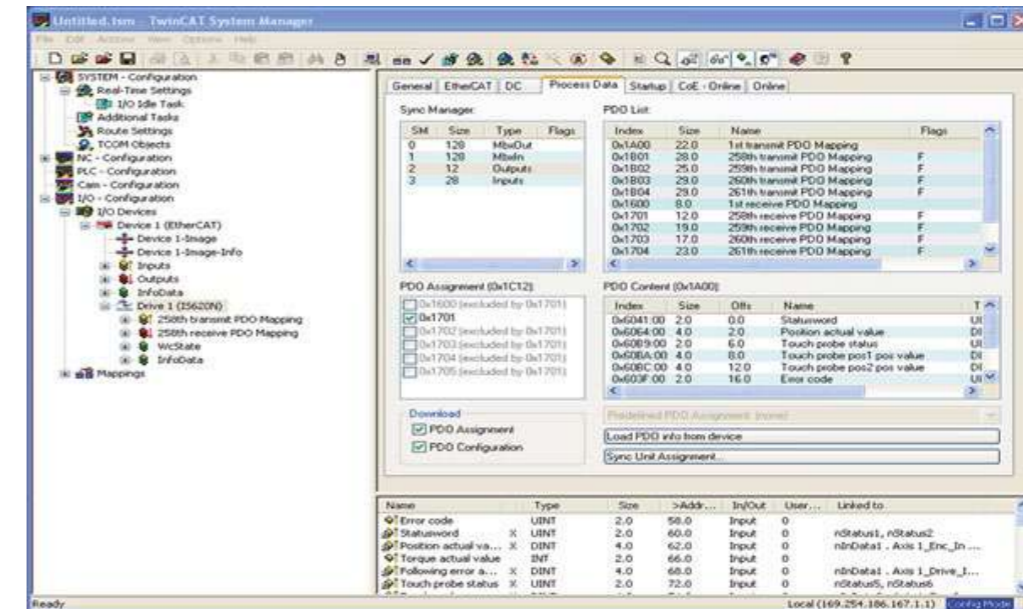 Untitled.tsm - TwinCAT System Manager
File Edit Actions View Options Help
SYSTEM - Configuration
Real-Time Settings
I/O Idle Task
Additional Tasks
Route Settings
TCOM Objects
NC - Configuration
PLC - Configuration
Cam - Configuration
I/O - Configuration
I/O Devices
Device 1 (EtherCAT)
Device 1-Image
Device 1-Image-Info
Inputs
Outputs
InfoData
Drive 1 (IS620N)
258th transmit PDO Mapping
258th receive PDO Mapping
WcState
InfoData
Mappings
General EtherCAT DC Process Data Startup CoE - Online Online
Sync Manager:
SM Size Type Flags
0 128 MbxOut
1 128 MbxIn
2 12 Outputs
3 28 Inputs
PDO List:
Index Size Name Flags
0x1A00 22.0 1st transmit PDO Mapping
0x1B01 28.0 258th transmit PDO Mapping F
0x1B02 25.0 259th transmit PDO Mapping F
0x1B03 29.0 260th transmit PDO Mapping F
0x1B04 29.0 261th transmit PDO Mapping F
0x1600 8.0 1st receive PDO Mapping
0x1701 12.0 258th receive PDO Mapping F
0x1702 19.0 259th receive PDO Mapping F
0x1703 17.0 260th receive PDO Mapping F
0x1704 23.0 261th receive PDO Mapping F
PDO Assignment (0x1C12):
0x1600 (excluded by 0x1701)
0x1701
0x1702 (excluded by 0x1701)
0x1703 (excluded by 0x1701)
0x1704 (excluded by 0x1701)
0x1705 (excluded by 0x1701)
PDO Content (0x1A00):
Index Size Offs Name
0x6041:00 2.0 0.0 Statusword UI
0x6064:00 4.0 2.0 Position actual value DI
0x60B9:00 2.0 6.0 Touch probe status UI
0x60BA:00 4.0 8.0 Touch probe pos1 pos value DI
0x60BC:00 4.0 12.0 Touch probe pos2 pos value DI
0x603F:00 2.0 16.0 Error code UI
Download
PDO Assignment
PDO Configuration
Predefined PDO Assignment: (none)
Load PDO info from device
Sync Unit Assignment...
Name Type Size >Addr... In/Out User... Linked to
Error code UINT 2.0 58.0 Input 0
Statusword X UINT 2.0 60.0 Input 0 nStatus1, nStatus2
Position actual va... X DINT 4.0 62.0 Input 0 nInData1 . Axis 1_Enc_In ...
Torque actual value INT 2.0 66.0 Input 0
Following error a... X DINT 4.0 68.0 Input 0 nInData1 . Axis 1_Drive_I...
Touch probe status X UINT 2.0 72.0 Input 0 nStatus5, nStatus6
Ready
Local (169.254.186.167.1.1) Config Mode